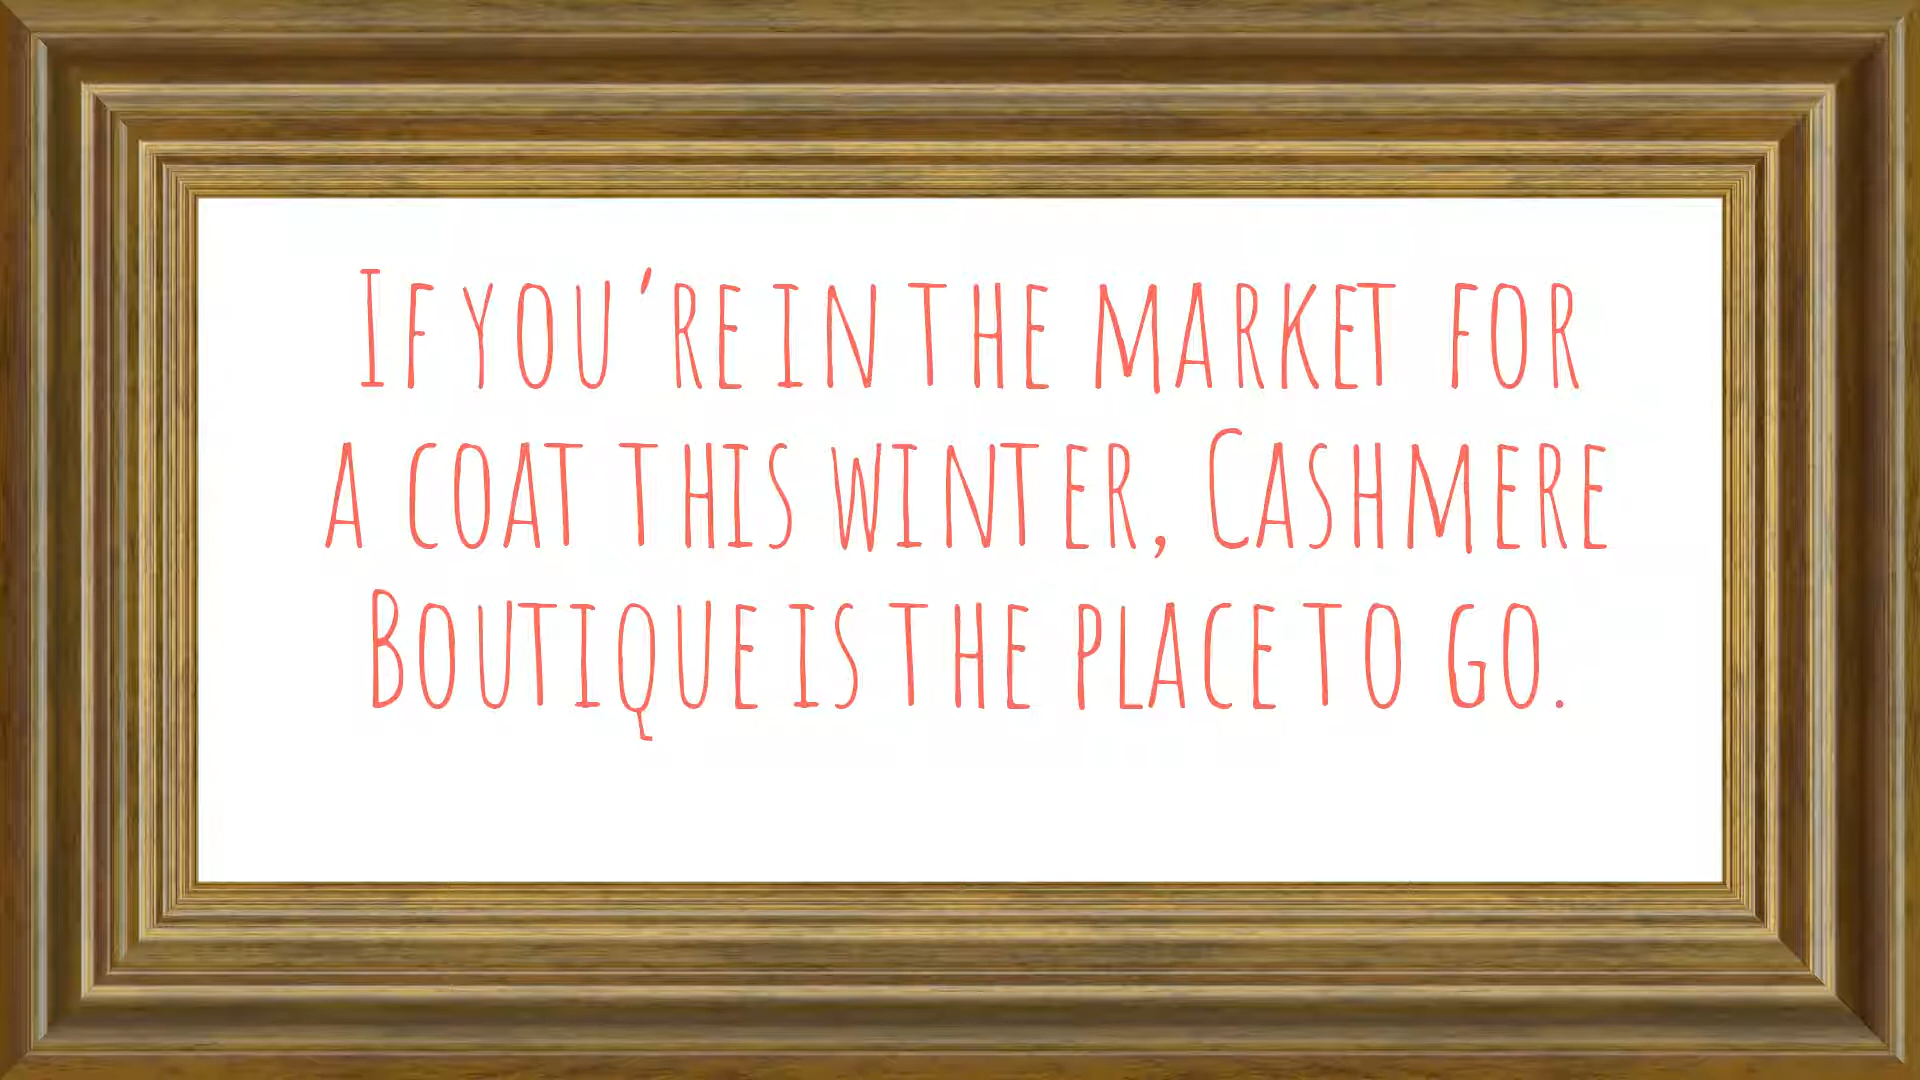 If you're in the market for
a coat this winter, Cashmere
Boutique is the place to go.